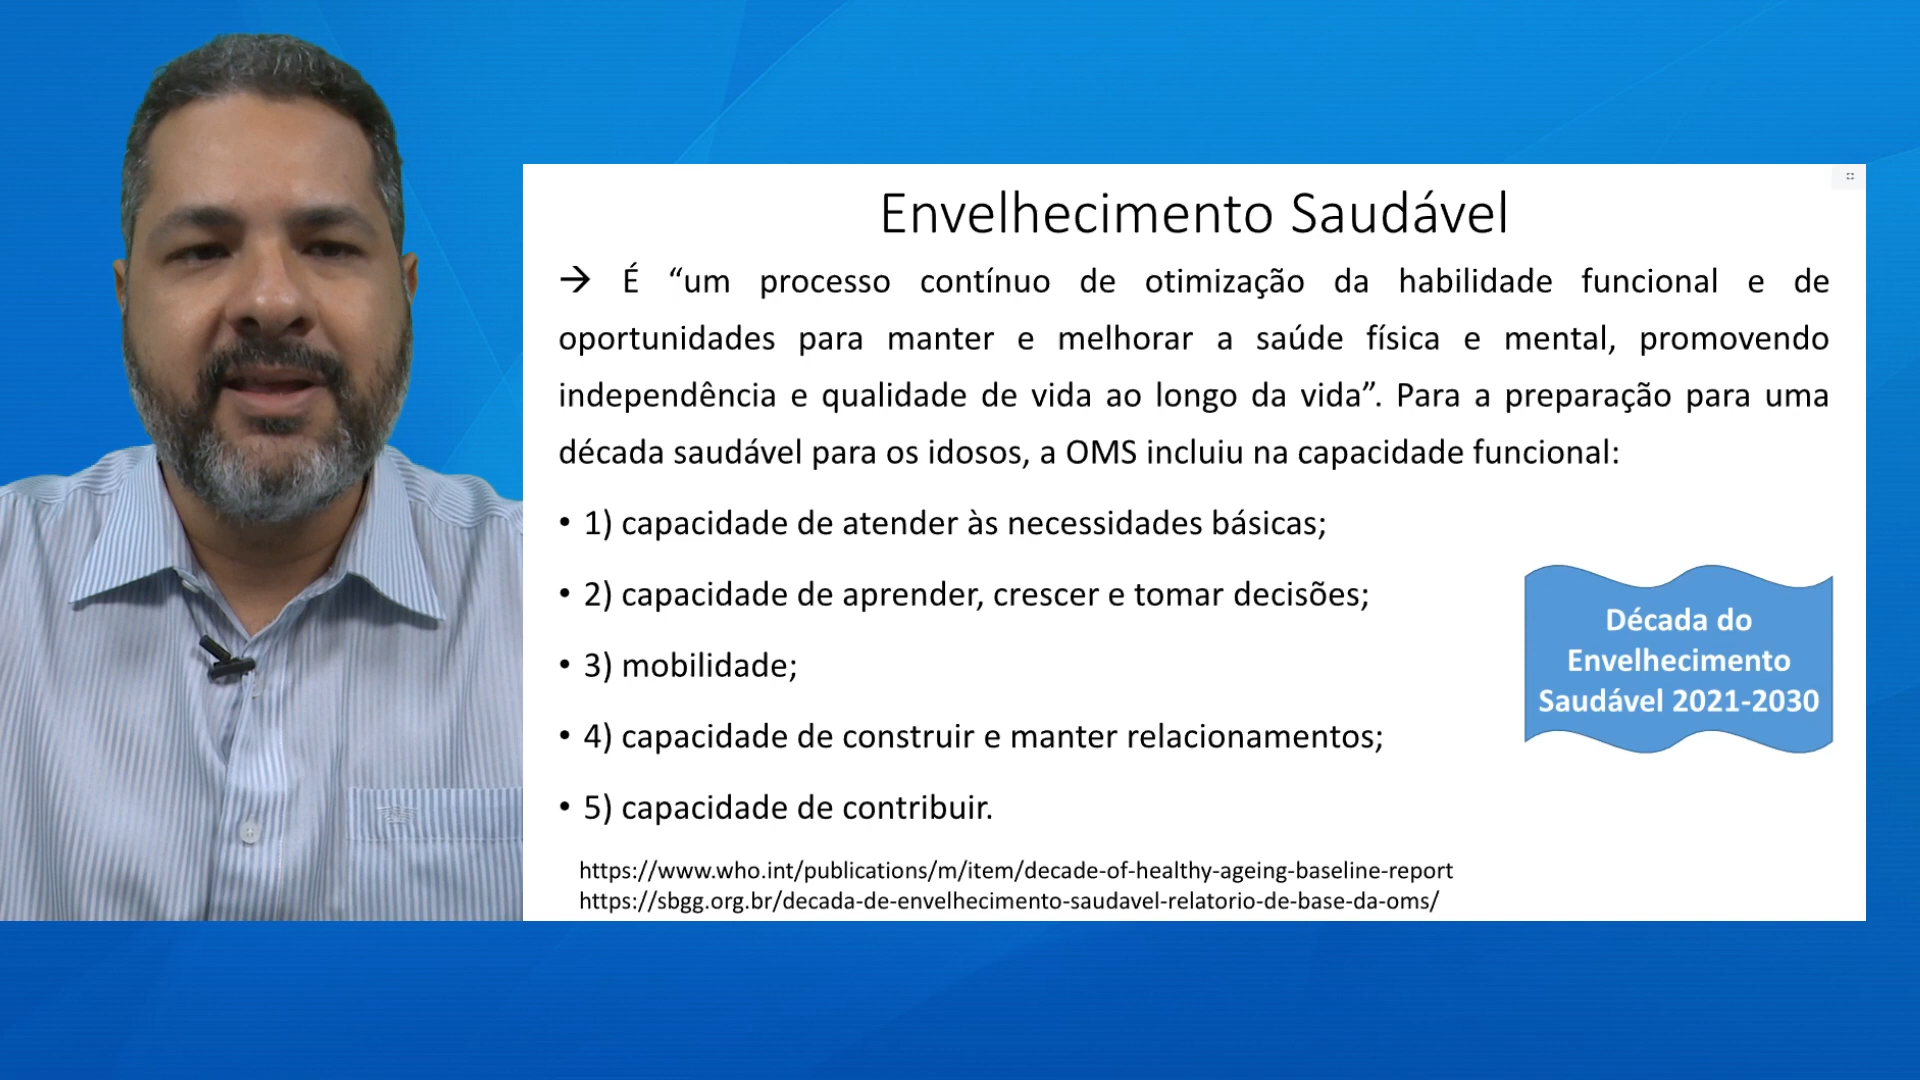 Envelhecimento Saudável
→ É “um processo contínuo de otimização da habilidade funcional e de
oportunidades para manter e melhorar a saúde física e mental, promovendo
independência e qualidade de vida ao longo da vida”. Para a preparação para uma
década saudável para os idosos, a OMS incluiu na capacidade funcional:
• 1) capacidade de atender às necessidades básicas;
• 2) capacidade de aprender, crescer e tomar decisões;
• 3) mobilidade;
• 4) capacidade de construir e manter relacionamentos;
• 5) capacidade de contribuir.
Década do
Envelhecimento
Saudável 2021-2030
https://www.who.int/publications/m/item/decade-of-healthy-ageing-baseline-report
https://sbgg.org.br/decada-de-envelhecimento-saudavel-relatorio-de-base-da-oms/